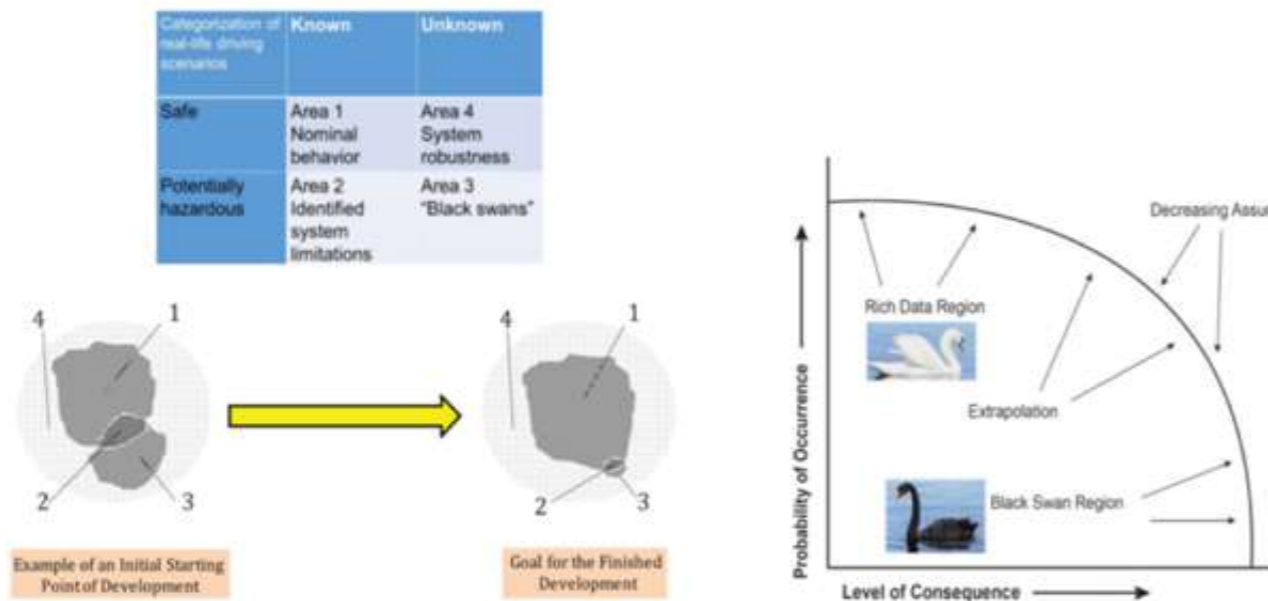 Categorization of real-life driving scenarios
Known
Unknown
Safe
Area 1
Nominal
behavior
Area 4
System
robustness
Potentially
hazardous
Area 2
Identified
system
limitations
Area 3
"Black swans"
4
1
2
3
Example of an Initial Starting
Point of Development
4
1
2
3
Goal for the Finished
Development
Probability of Occurrence
Decreasing Assu
Rich Data Region
Extrapolation
Black Swan Region
Level of Consequence